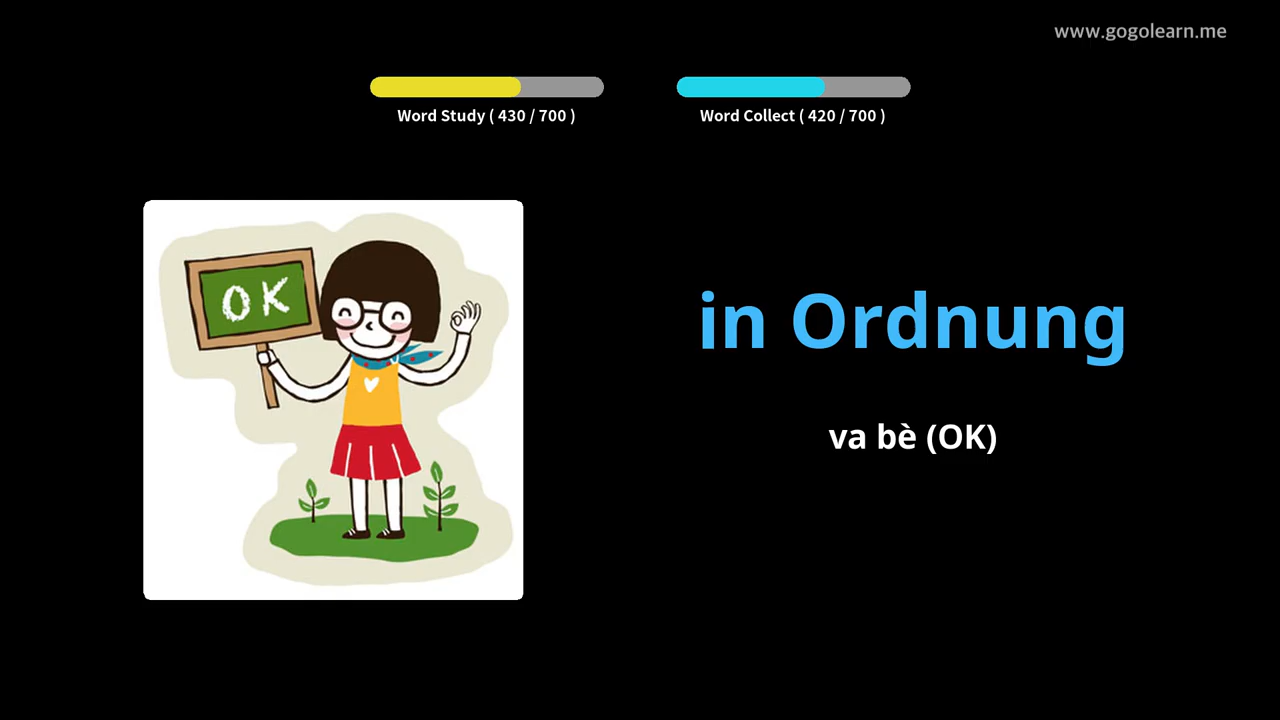 www.gogolearn.me
Word Study ( 430 / 700 )
Word Collect ( 420 / 700 )
OK
in Ordnung
va bè (OK)